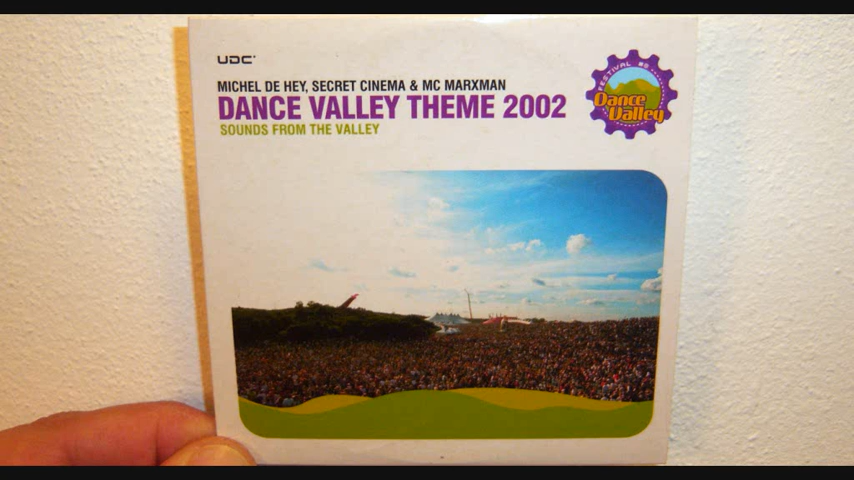 UDC
MICHEL DE HEY, SECRET CINEMA & MC MARXMAN
DANCE VALLEY THEME 2002
SOUNDS FROM THE VALLEY
FESTIVAL
Dance
Valley